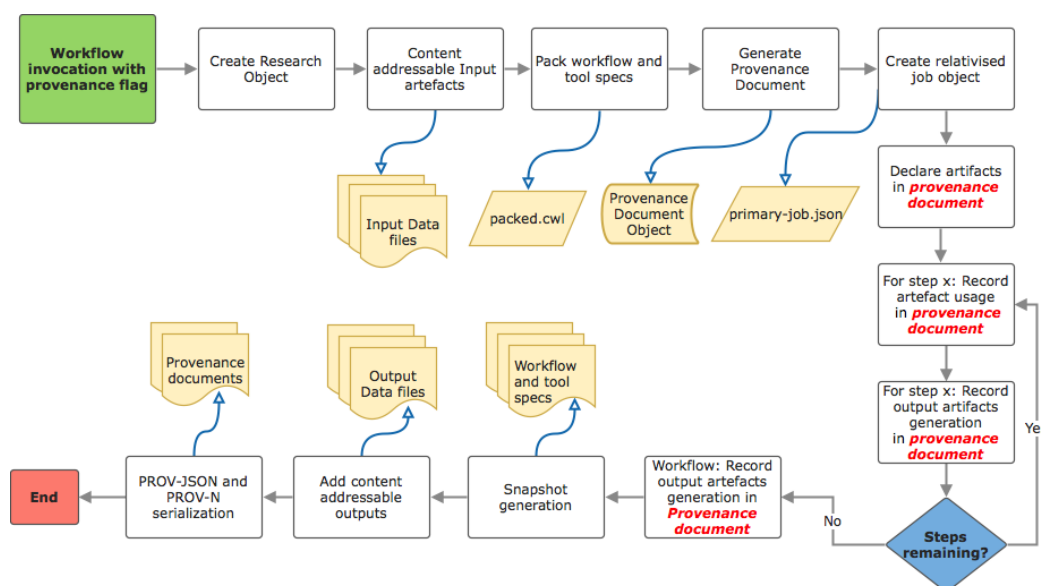 Workflow
invocation with
provenance flag
Create Research
Object
Content
addressable Input
artefacts
Pack workflow and
tool specs
Generate
Provenance
Document
Create relativised
job object
Input Data
files
packed.cwl
Provenance
Document
Object
primary-job.json
Declare artifacts
in provenance
document
For step x: Record
artefact usage
in provenance
document
For step x: Record
output artifacts
generation
in provenance
document
Ye
Steps
remaining?
No
Workflow: Record
output artefacts
generation in
Provenance
document
Snapshot
generation
Workflow
and tool
specs
Add content
addressable
outputs
Output
Data files
PROV-JSON and
PROV-N
serialization
Provenance
documents
End